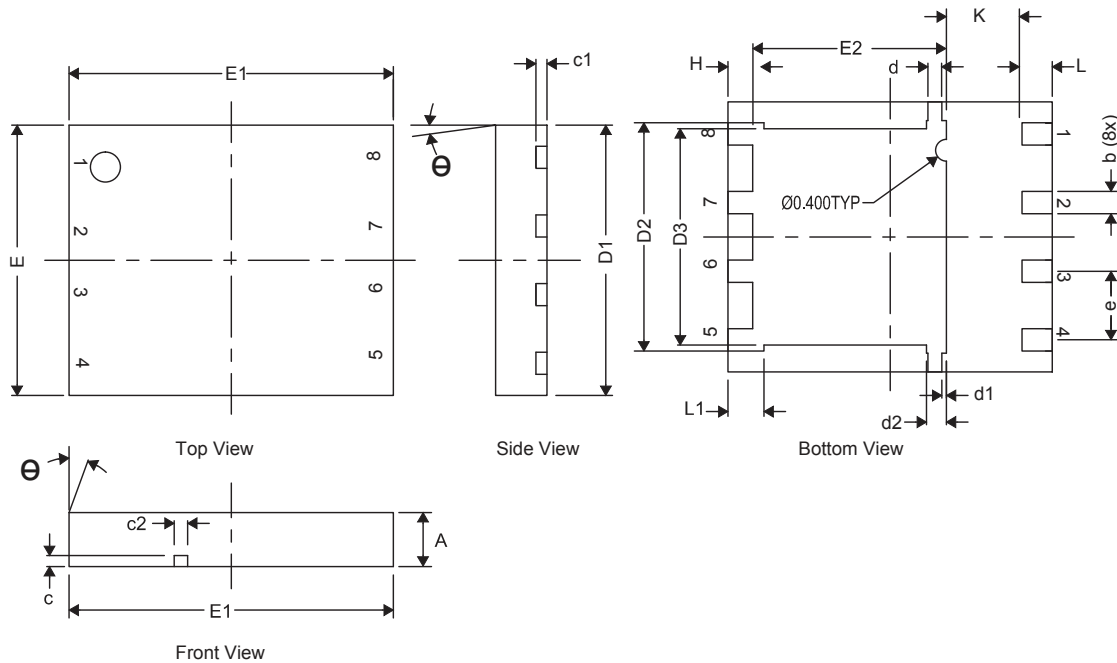 E1
E
1
2
3
4
8
7
6
5
Top View
c1
Θ
D1
Side View
K
E2
H
d
L
8
7
6
5
1
2
3
4
b (8x)
Ø0.400TYP
D2
D3
e
L1
d1
d2
Bottom View
Θ
c2
A
c
E1
Front View